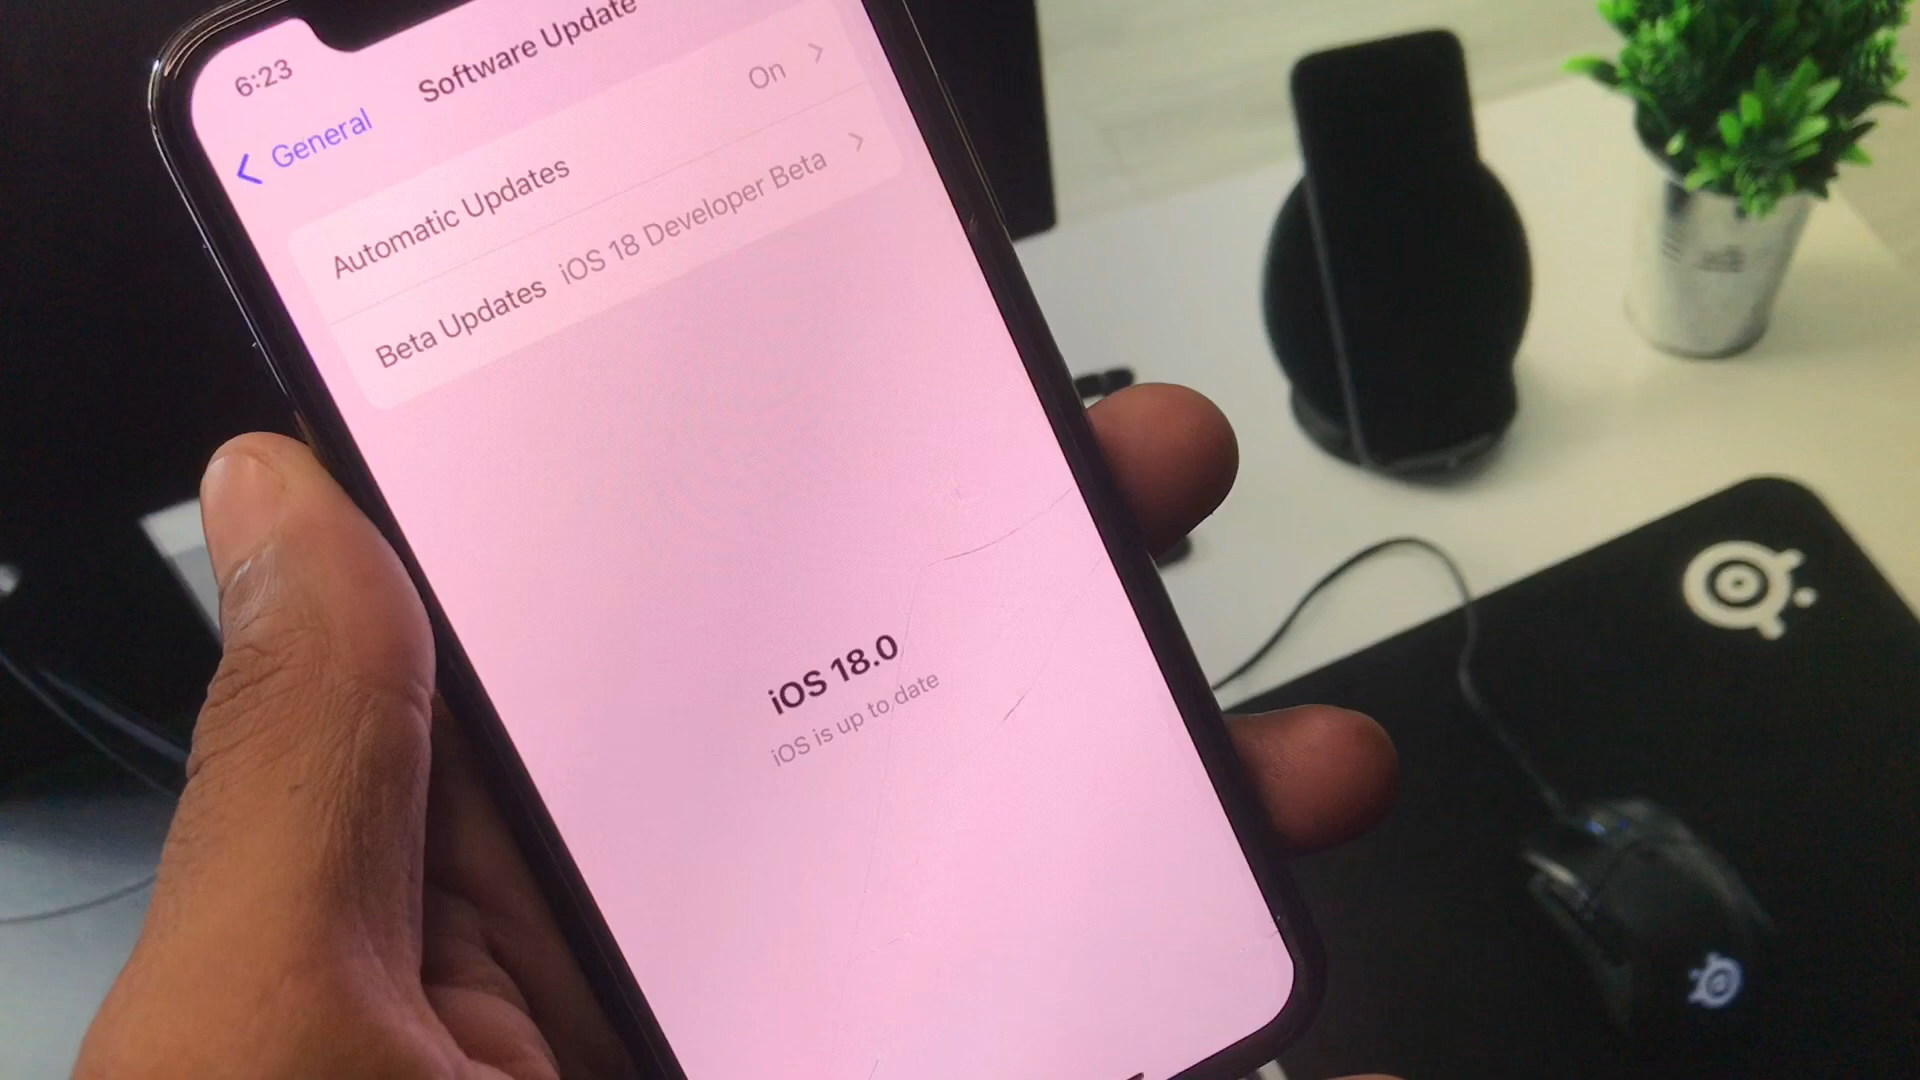 6:23
General
Software Update
Automatic Updates On
Beta Updates iOS 18 Developer Beta
iOS 18.0
iOS is up to date